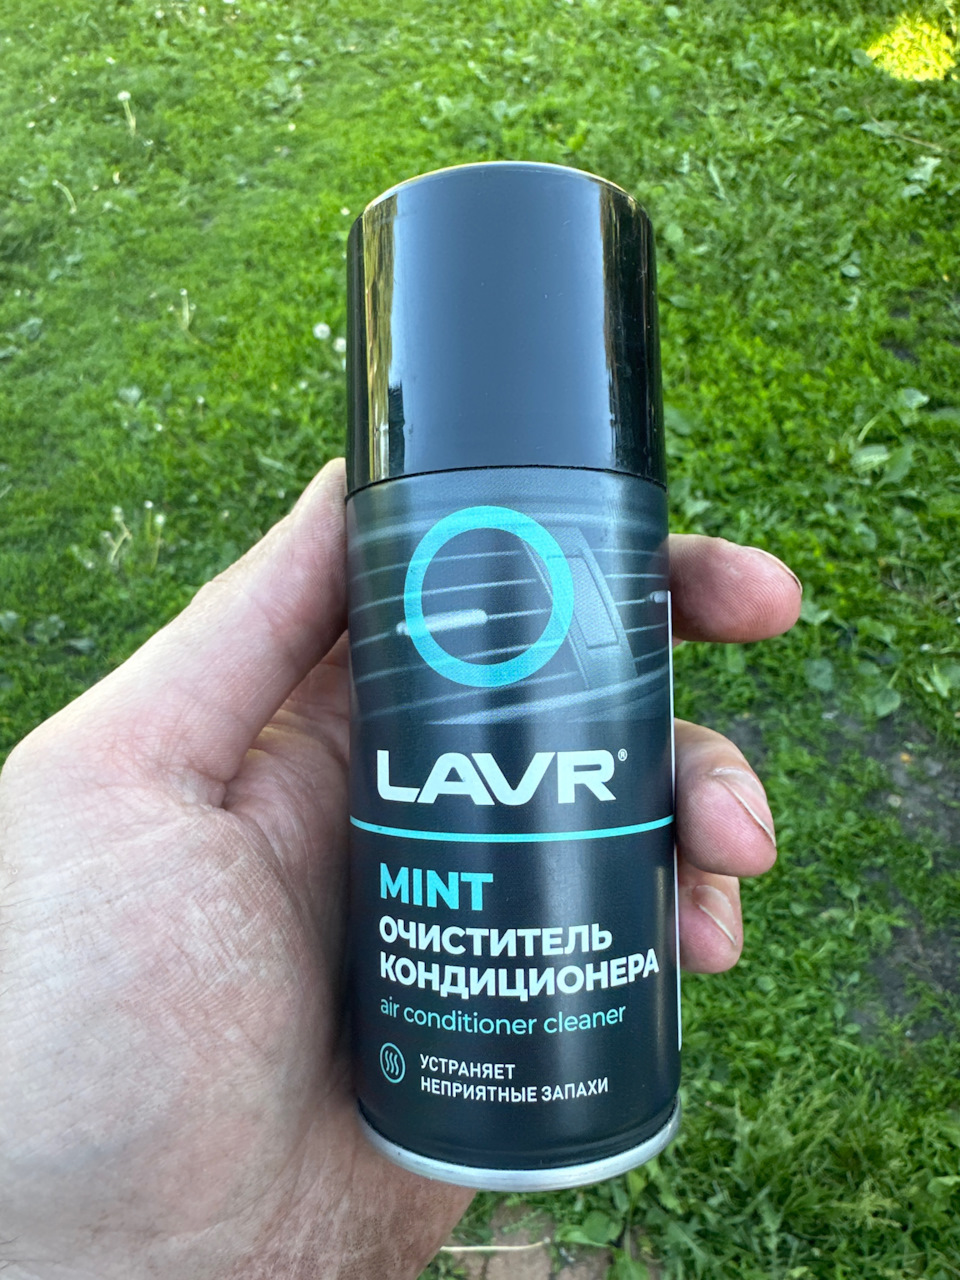 LAVR®
MINT
ОЧИСТИТЕЛЬ
КОНДИЦИОНЕРА
air conditioner cleaner
УСТРАНЯЕТ
НЕПРИЯТНЫЕ ЗАПАХИ